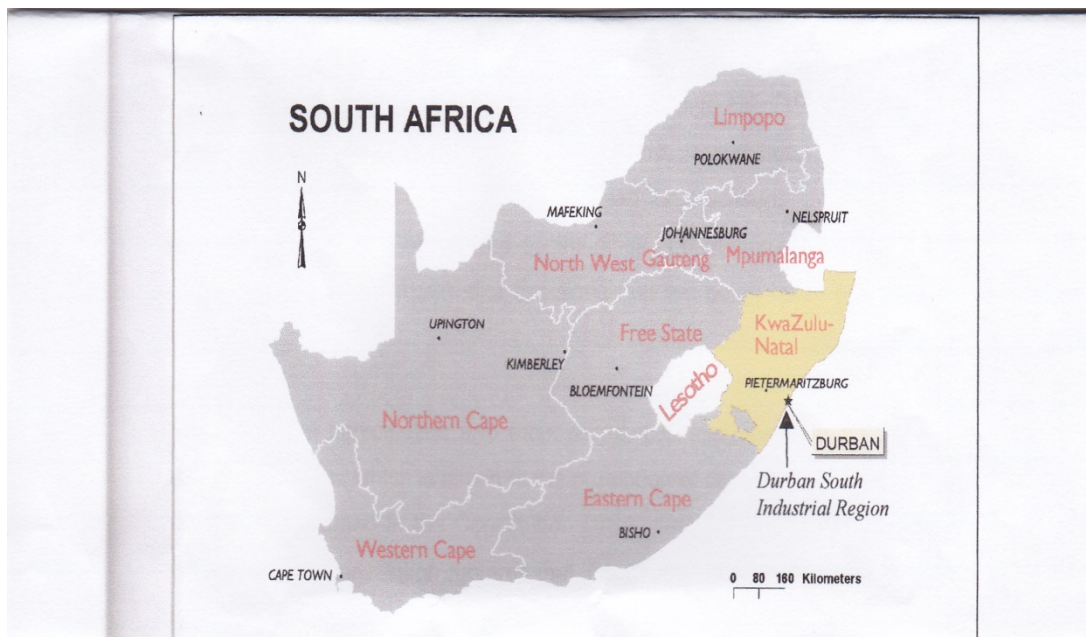 SOUTH AFRICA
N
Limpopo
POLOKWANE
MAFEKING
NELSPRUIT
JOHANNESBURG
North West
Gauteng
Mpumalanga
UPINGTON
Free State
KwaZulu-
Natal
KIMBERLEY
BLOEMFONTEIN
Lesotho
PIETERMARITZBURG
Northern Cape
DURBAN
Durban South
Industrial Region
Eastern Cape
BISHO
Western Cape
CAPE TOWN
0 80 160 Kilometers